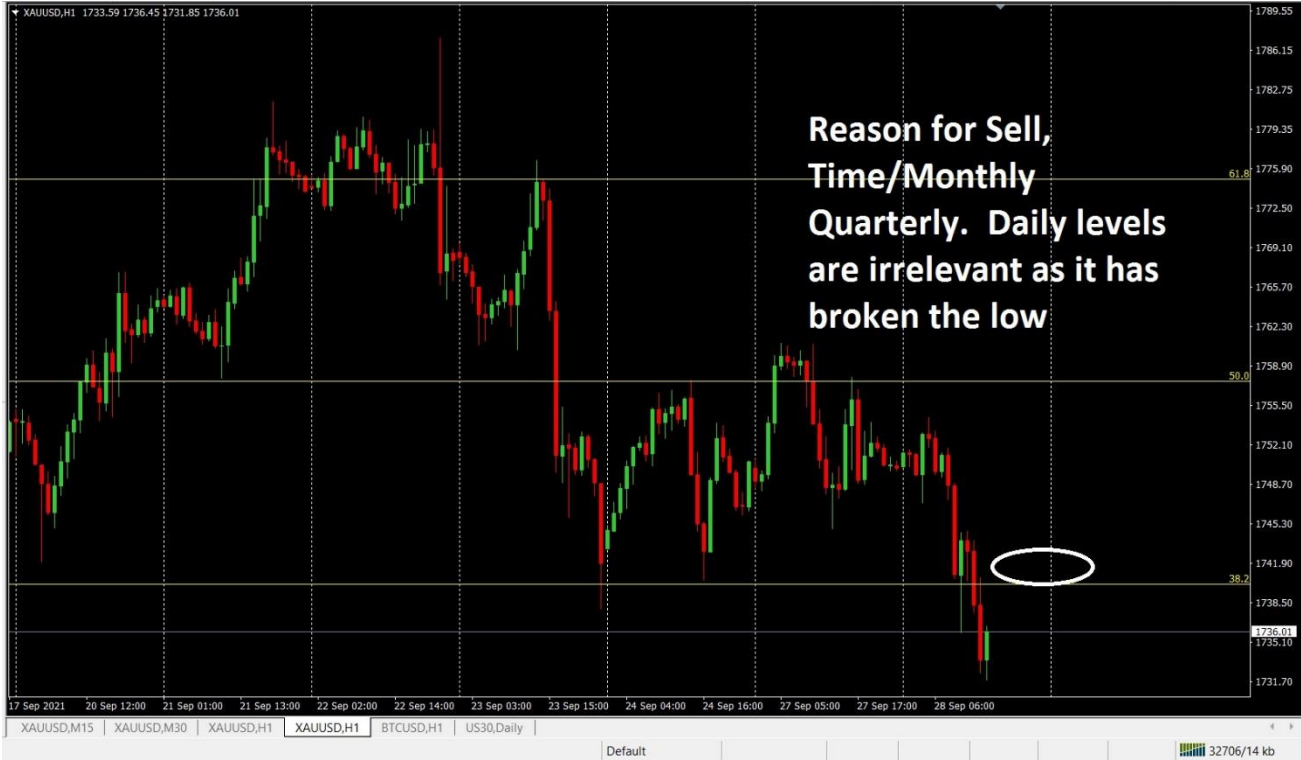 XAUUSD,H1 1733.59 1736.45 1731.85 1736.01
1789.55
1786.15
1782.75
1779.35
Reason for Sell,
Time/Monthly
Quarterly. Daily levels
are irrelevant as it has
broken the low
61.8
1775.90
1772.50
1769.10
1765.70
1762.30
1758.90
50.0
1755.50
1752.10
1748.70
1745.30
1741.90
38.2
1738.50
1736.01
1735.10
1731.70
17 Sep 2021 20 Sep 12:00 21 Sep 01:00 21 Sep 13:00 22 Sep 02:00 22 Sep 14:00 23 Sep 03:00 23 Sep 15:00 24 Sep 04:00 24 Sep 16:00 27 Sep 05:00 27 Sep 17:00 28 Sep 06:00
XAUUSD,M15 XAUUSD,M30 XAUUSD,H1 XAUUSD,H1 BTCUSD,H1 US30,Daily
Default 32706/14 kb